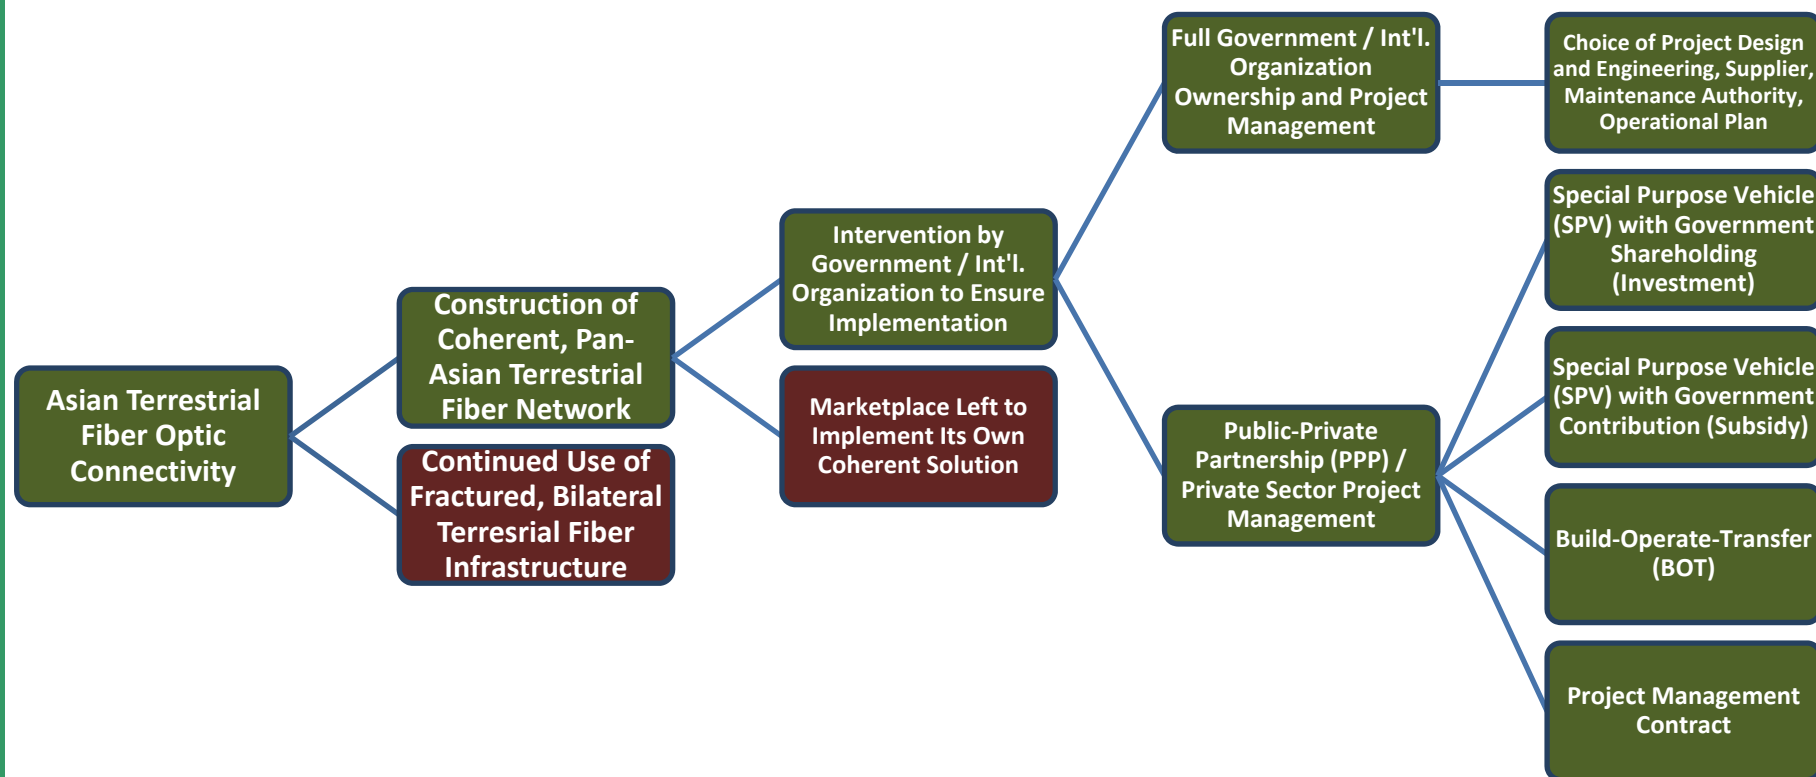 Asian Terrestrial
Fiber Optic
Connectivity
Construction of
Coherent, Pan-
Asian Terrestrial
Fiber Network
Continued Use of
Fractured, Bilateral
Terresrial Fiber
Infrastructure
Intervention by
Government / Int'l.
Organization to Ensure
Implementation
Marketplace Left to
Implement Its Own
Coherent Solution
Full Government / Int'l.
Organization
Ownership and Project
Management
Public-Private
Partnership (PPP) /
Private Sector Project
Management
Choice of Project Design
and Engineering, Supplier,
Maintenance Authority,
Operational Plan
Special Purpose Vehicle
(SPV) with Government
Shareholding
(Investment)
Special Purpose Vehicle
(SPV) with Government
Contribution (Subsidy)
Build-Operate-Transfer
(BOT)
Project Management
Contract